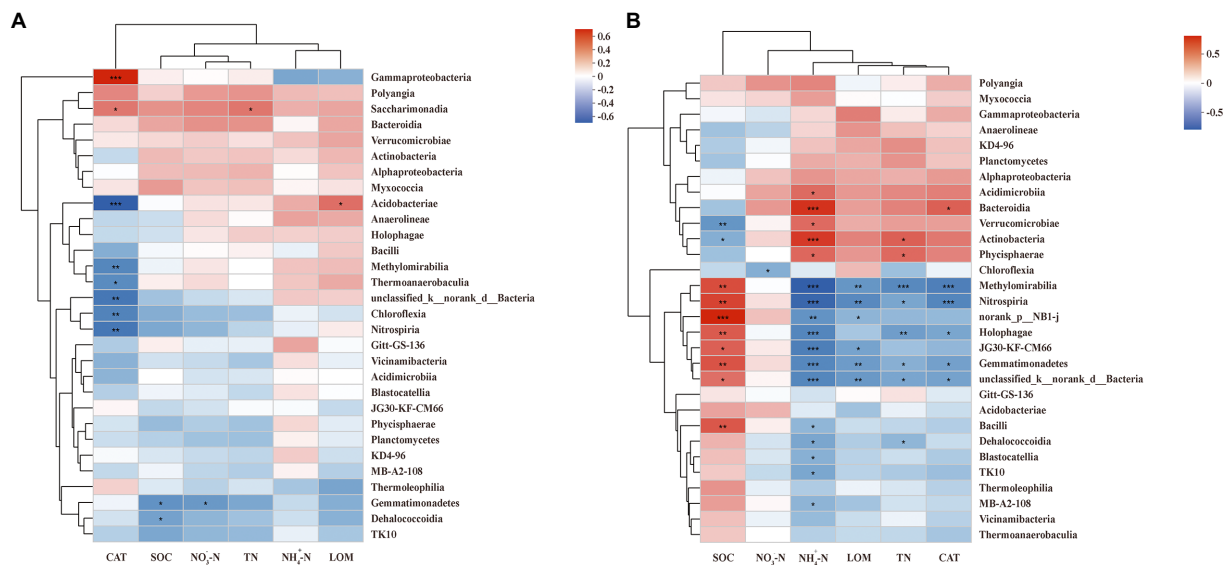 A
0.6
0.4
0.2
0
-0.2
-0.4
-0.6
***
Gammaproteobacteria
Polyangia
* * Saccharimonadia
Bacteroidia
Verrucomicrobiae
Actinobacteria
Alphaproteobacteria
Myxococcia
*** * Acidobacteriae
Anaerolineae
Holophagae
Bacilli
** Methylomirabilia
* Thermoanaerobaculia
** unclassified_k__norank_d__Bacteria
** Chloroflexia
** Nitrospiria
Gitt-GS-136
Vicinamibacteria
Acidimicrobiia
Blastocatellia
JG30-KF-CM66
Phycisphaerae
Planctomycetes
KD4-96
MB-A2-108
Thermoleophilia
* * Gemmatimonadetes
* Dehalococcoidia
TK10
CAT SOC NO₃⁻-N TN NH₄⁺-N LOM
B
0.5
0
-0.5
Polyangia
Myxococcia
Gammaproteobacteria
Anaerolineae
KD4-96
Planctomycetes
Alphaproteobacteria
* Acidimicrobiia
*** * Bacteroidia
** * Verrucomicrobiae
* *** * Actinobacteria
* * Phycisphaerae
* Chloroflexia
** *** ** *** *** Methylomirabilia
** *** ** * *** Nitrospiria
*** ** * norank_p__NB1-j
** *** ** * Holophagae
* *** * JG30-KF-CM66
** *** ** * * Gemmatimonadetes
* *** ** * * unclassified_k__norank_d__Bacteria
Gitt-GS-136
Acidobacteriae
** * Bacilli
* * Dehalococcoidia
* Blastocatellia
* TK10
Thermoleophilia
* MB-A2-108
Vicinamibacteria
Thermoanaerobaculia
SOC NO₃⁻-N NH₄⁺-N LOM TN CAT